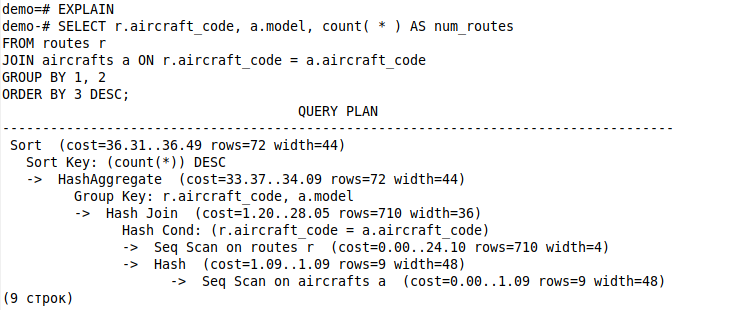 demo=# EXPLAIN
demo-# SELECT r.aircraft_code, a.model, count( * ) AS num_routes
FROM routes r
JOIN aircrafts a ON r.aircraft_code = a.aircraft_code
GROUP BY 1, 2
ORDER BY 3 DESC;
QUERY PLAN
------------------------------------------------------------------------------------
Sort  (cost=36.31..36.49 rows=72 width=44)
Sort Key: (count(*)) DESC
->  HashAggregate  (cost=33.37..34.09 rows=72 width=44)
Group Key: r.aircraft_code, a.model
->  Hash Join  (cost=1.20..28.05 rows=710 width=36)
Hash Cond: (r.aircraft_code = a.aircraft_code)
->  Seq Scan on routes r  (cost=0.00..24.10 rows=710 width=4)
->  Hash  (cost=1.09..1.09 rows=9 width=48)
->  Seq Scan on aircrafts a  (cost=0.00..1.09 rows=9 width=48)
(9 строк)